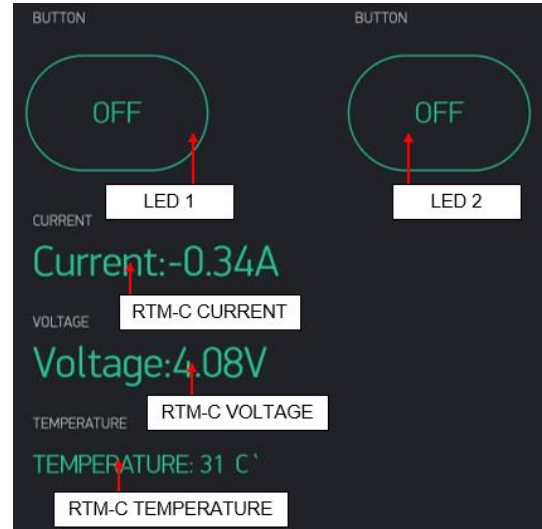 BUTTON BUTTON
OFF OFF
LED 1 LED 2
CURRENT
Current:-0.34A
RTM-C CURRENT
VOLTAGE
Voltage:4.08V
RTM-C VOLTAGE
TEMPERATURE
TEMPERATURE: 31 C`
RTM-C TEMPERATURE